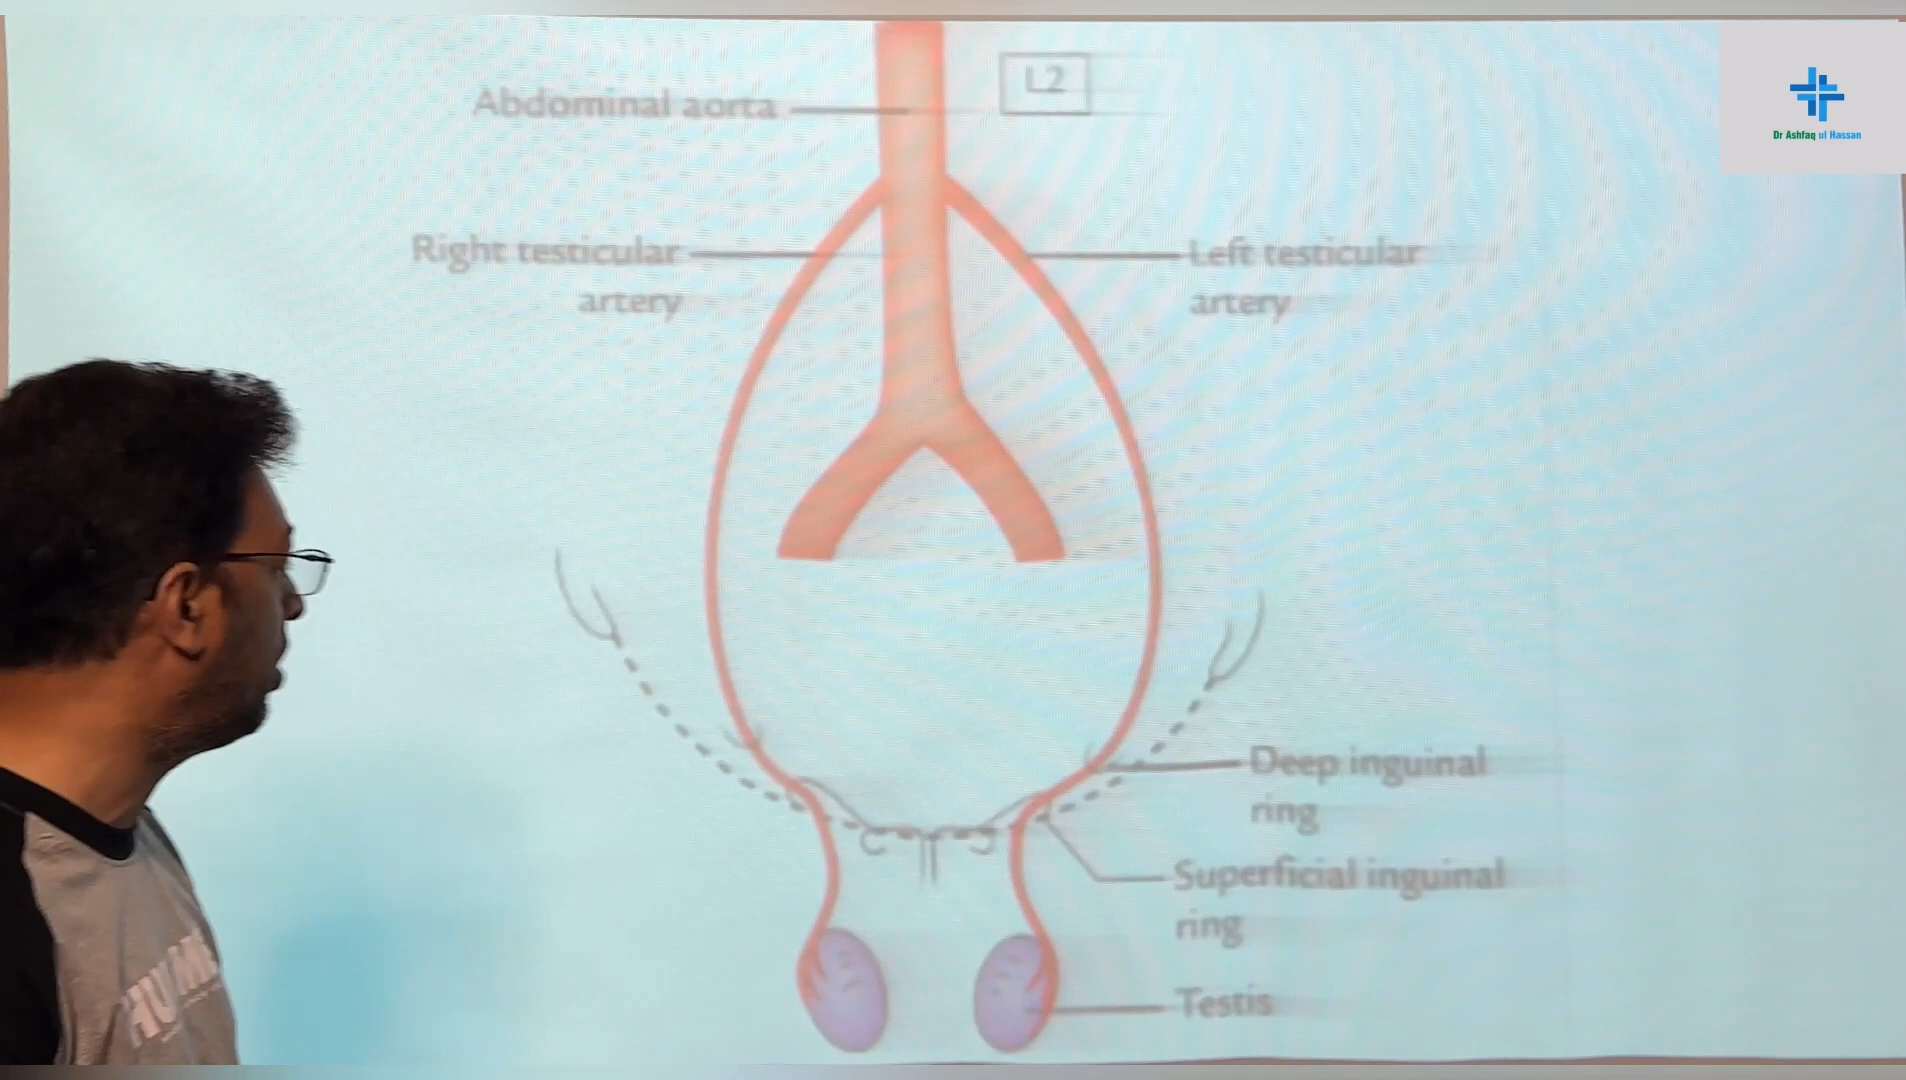 Abdominal aorta
L2
Dr Ashfaq ul Hassan
Right testicular
artery
Left testicular
artery
Deep inguinal
ring
Superficial inguinal
ring
Testis